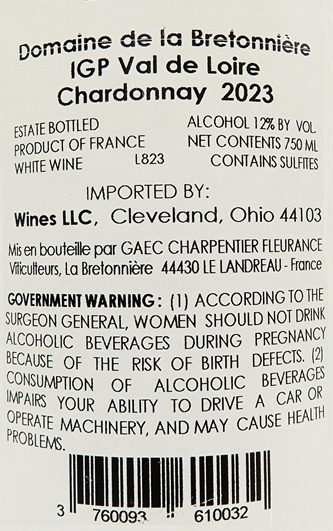 Domaine de la Bretonnière
IGP Val de Loire
Chardonnay 2023
ESTATE BOTTLED ALCOHOL 12% BY VOL.
PRODUCT OF FRANCE NET CONTENTS 750 ML
WHITE WINE L823 CONTAINS SULFITES
IMPORTED BY:
Wines LLC, Cleveland, Ohio 44103
Mis en bouteille par GAEC CHARPENTIER FLEURANCE
Viticulteurs, La Bretonnière 44430 LE LANDREAU - France
GOVERNMENT WARNING: (1) ACCORDING TO THE
SURGEON GENERAL, WOMEN SHOULD NOT DRINK
ALCOHOLIC BEVERAGES DURING PREGNANCY
BECAUSE OF THE RISK OF BIRTH DEFECTS. (2)
CONSUMPTION OF ALCOHOLIC BEVERAGES
IMPAIRS YOUR ABILITY TO DRIVE A CAR OR
OPERATE MACHINERY, AND MAY CAUSE HEALTH
PROBLEMS.
3 760093 610032